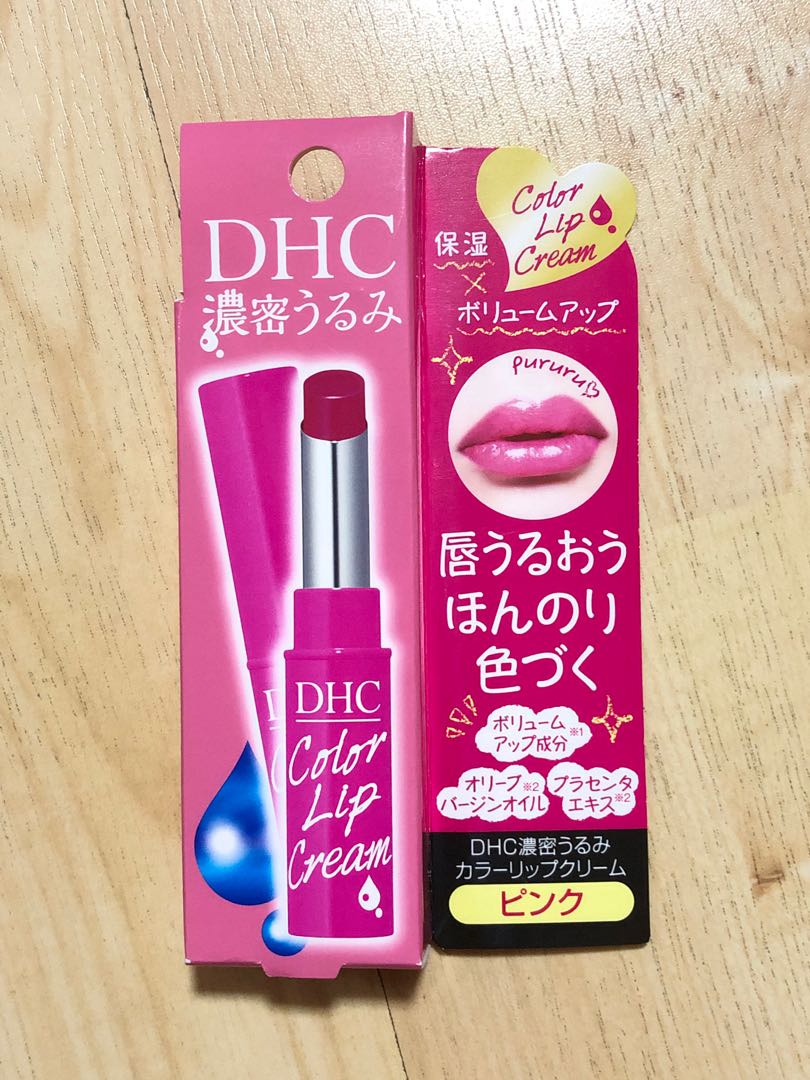 DHC
濃密うるみ
DHC
Color
Lip
Cream
Color
Lip
Cream
保湿
×
ボリュームアップ
pururu
唇うるおう
ほんのり
色づく
ボリューム
アップ成分※1
オリーブ※2
バージンオイル
プラセンタ
エキス※2
DHC濃密うるみ
カラーリップクリーム
ピンク